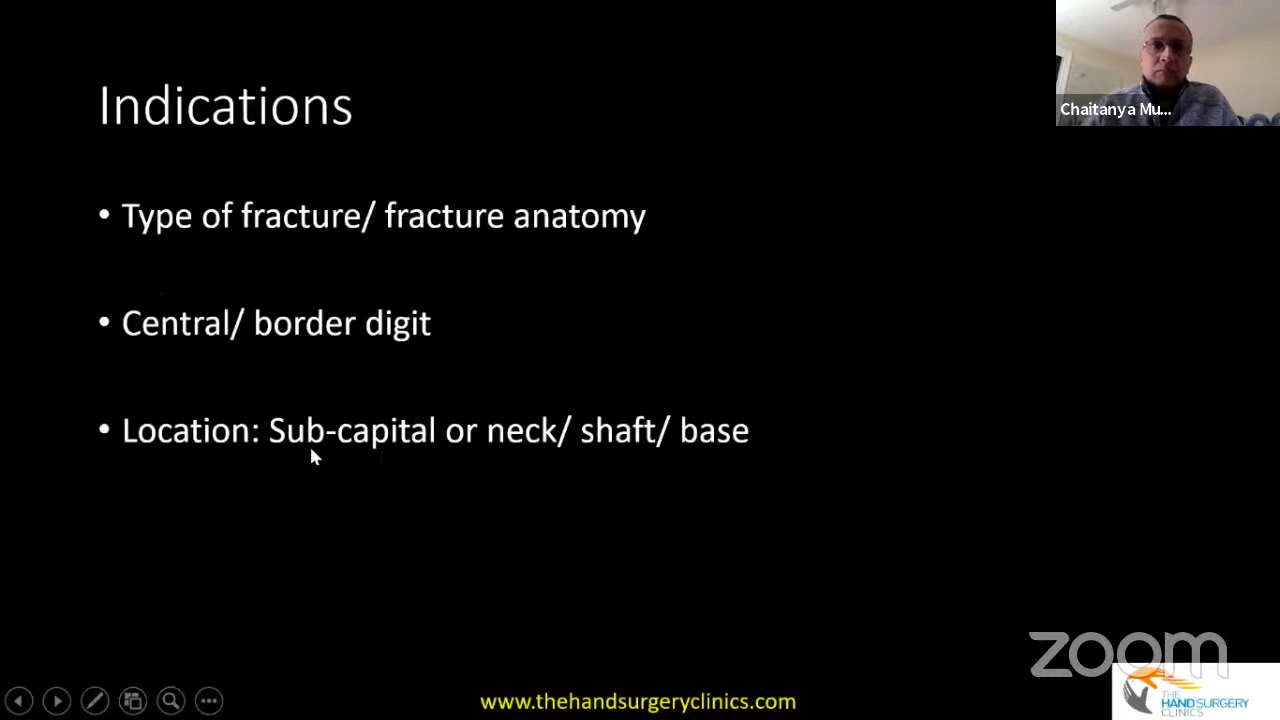 Indications
Chaitanya Mu...
• Type of fracture/ fracture anatomy
• Central/ border digit
• Location: Sub-capital or neck/ shaft/ base
zoom
www.thehandsurgeryclinics.com
THE
HAND SURGERY
CLINICS